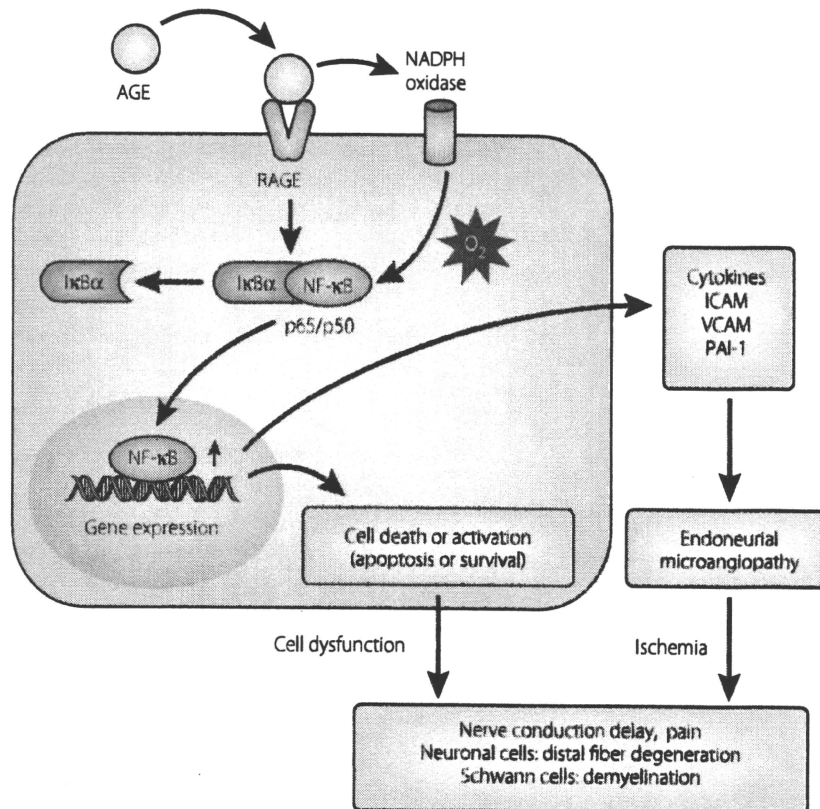 AGE
NADPH
oxidase
RAGE
O₂
IκBα
IκBα
NF-κB
p65/p50
Cytokines
ICAM
VCAM
PAI-1
NF-κB
Gene expression
Cell death or activation
(apoptosis or survival)
Endoneurial
microangiopathy
Cell dysfunction
Ischemia
Nerve conduction delay, pain
Neuronal cells: distal fiber degeneration
Schwann cells: demyelination